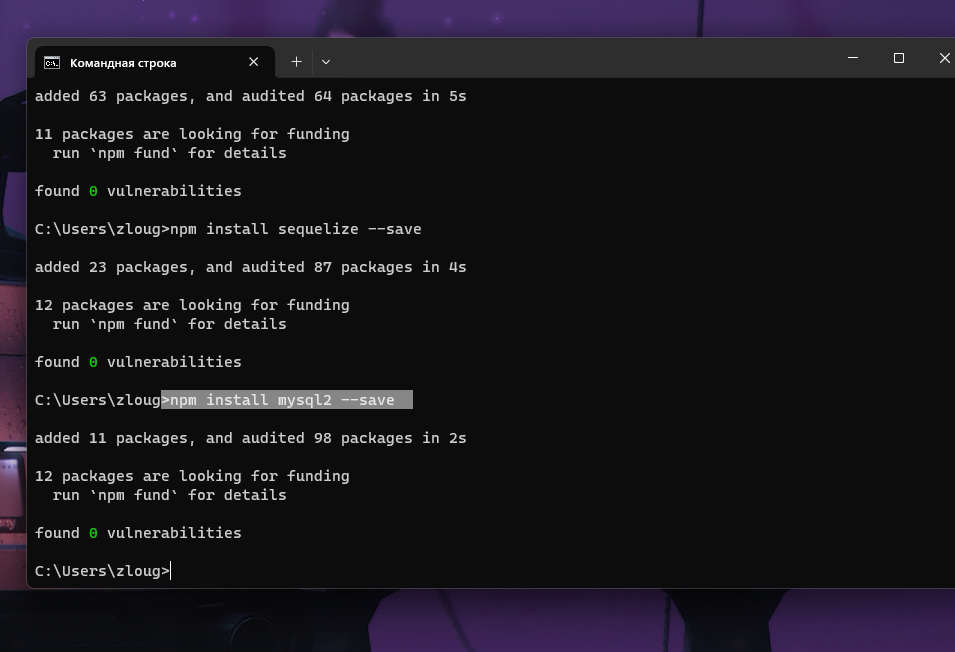 Командная строка
added 63 packages, and audited 64 packages in 5s
11 packages are looking for funding
  run `npm fund` for details
found 0 vulnerabilities
C:\Users\zloug>npm install sequelize --save
added 23 packages, and audited 87 packages in 4s
12 packages are looking for funding
  run `npm fund` for details
found 0 vulnerabilities
C:\Users\zloug>npm install mysql2 --save
added 11 packages, and audited 98 packages in 2s
12 packages are looking for funding
  run `npm fund` for details
found 0 vulnerabilities
C:\Users\zloug>